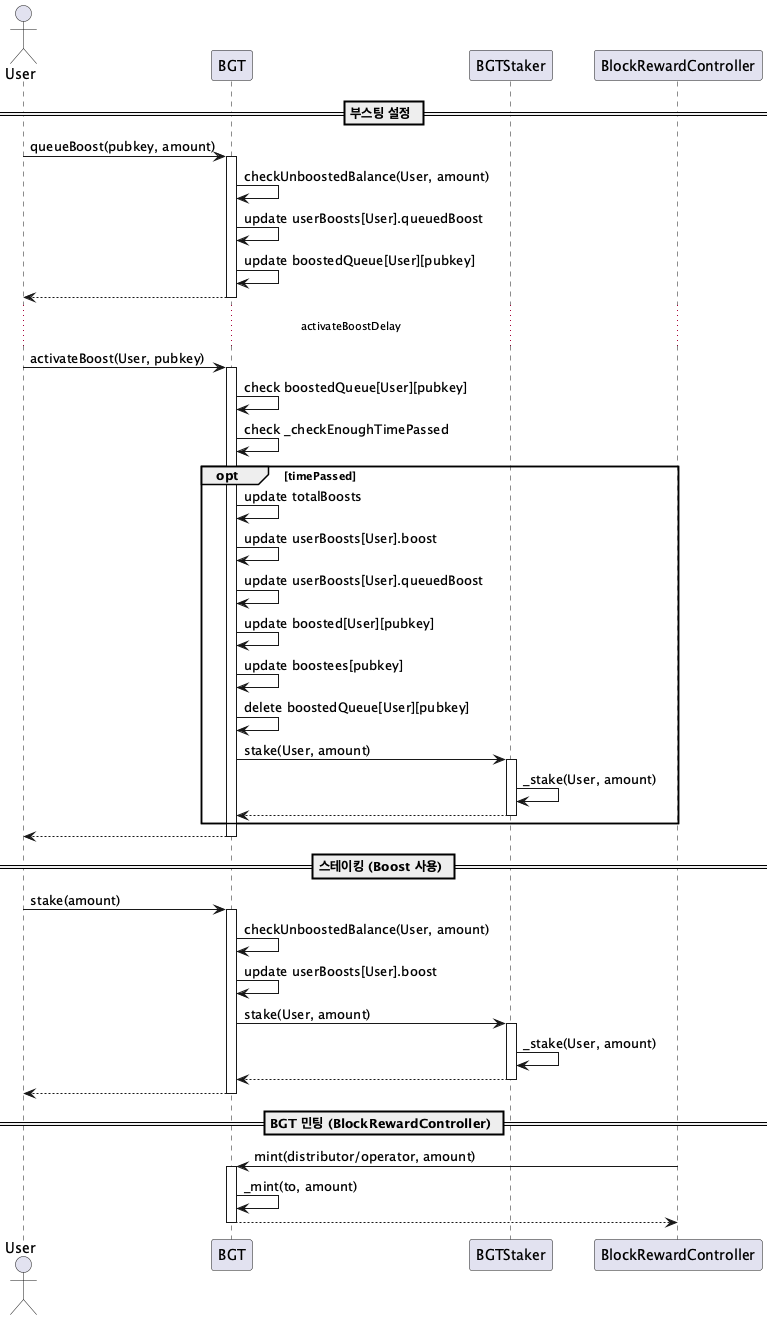 User
BGT
BGTStaker
BlockRewardController
부스팅 설정
queueBoost(pubkey, amount)
checkUnboostedBalance(User, amount)
update userBoosts[User].queuedBoost
update boostedQueue[User][pubkey]
activateBoostDelay
activateBoost(User, pubkey)
check boostedQueue[User][pubkey]
check _checkEnoughTimePassed
opt
[timePassed]
update totalBoosts
update userBoosts[User].boost
update userBoosts[User].queuedBoost
update boosted[User][pubkey]
update boostees[pubkey]
delete boostedQueue[User][pubkey]
stake(User, amount)
_stake(User, amount)
스테이킹 (Boost 사용)
stake(amount)
checkUnboostedBalance(User, amount)
update userBoosts[User].boost
stake(User, amount)
_stake(User, amount)
BGT 민팅 (BlockRewardController)
mint(distributor/operator, amount)
_mint(to, amount)
User
BGT
BGTStaker
BlockRewardController